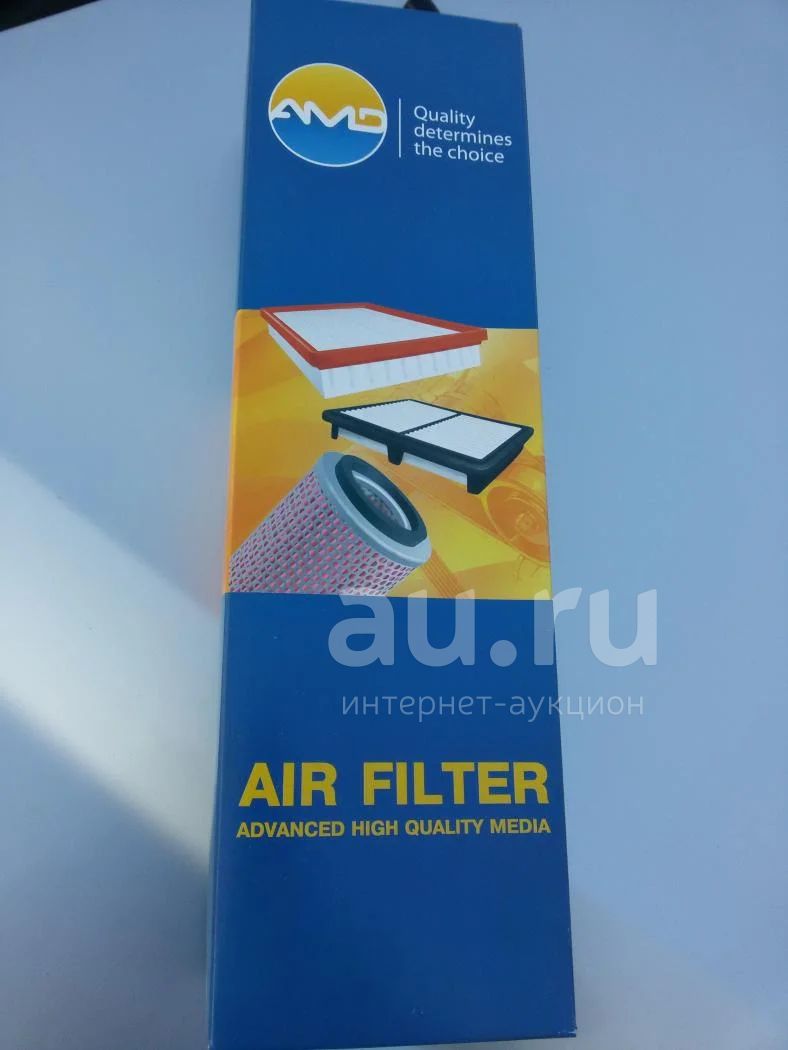 AMD
Quality
determines
the choice
au.ru
интернет-аукцион
AIR FILTER
ADVANCED HIGH QUALITY MEDIA